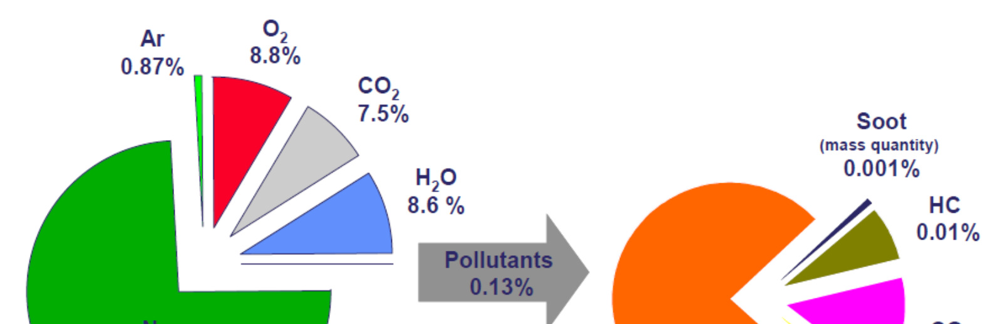 Ar
0.87%
O₂
8.8%
CO₂
7.5%
H₂O
8.6 %
Pollutants
0.13%
Soot
(mass quantity)
0.001%
HC
0.01%